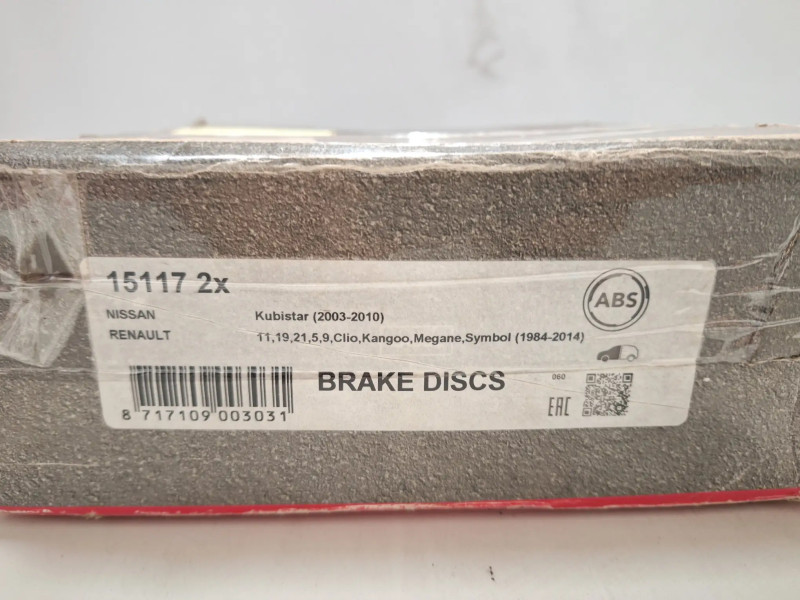 15117 2x
ABS
NISSAN Kubistar (2003-2010)
RENAULT 11,19,21,5,9,Clio,Kangoo,Megane,Symbol (1984-2014)
BRAKE DISCS
060
EAC
8 717109 003031